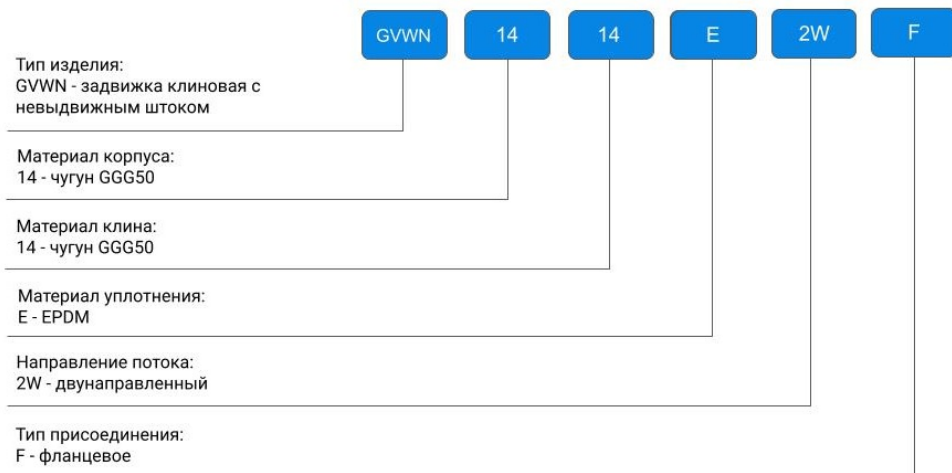 GVWN 14 14 E 2W F
Тип изделия:
GVWN - задвижка клиновая с
невыдвижным штоком
Материал корпуса:
14 - чугун GGG50
Материал клина:
14 - чугун GGG50
Материал уплотнения:
E - EPDM
Направление потока:
2W - двунаправленный
Тип присоединения:
F - фланцевое